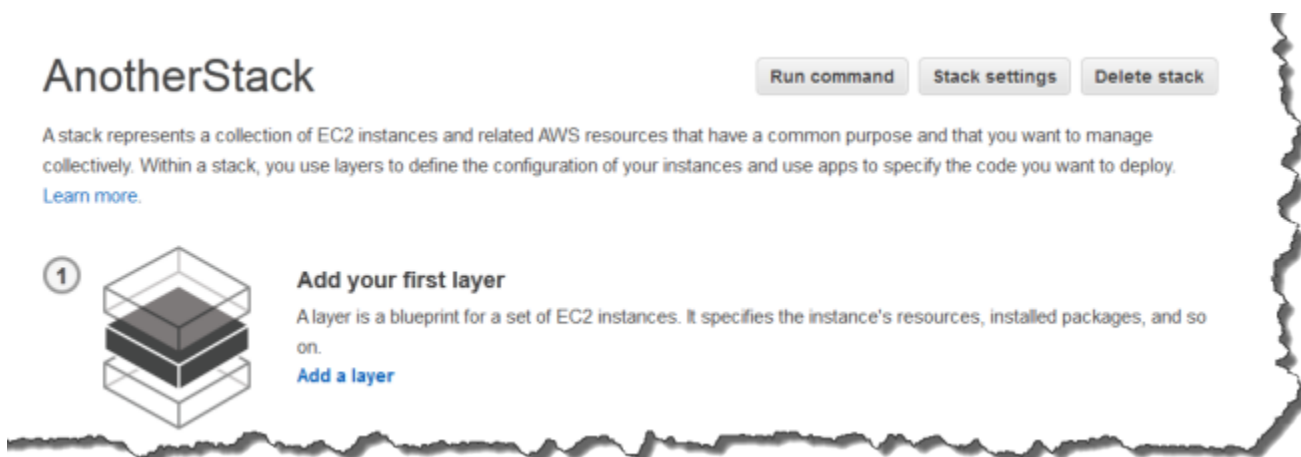 AnotherStack
Run command
Stack settings
Delete stack
A stack represents a collection of EC2 instances and related AWS resources that have a common purpose and that you want to manage
collectively. Within a stack, you use layers to define the configuration of your instances and use apps to specify the code you want to deploy.
Learn more.
1
Add your first layer
A layer is a blueprint for a set of EC2 instances. It specifies the instance's resources, installed packages, and so
on.
Add a layer